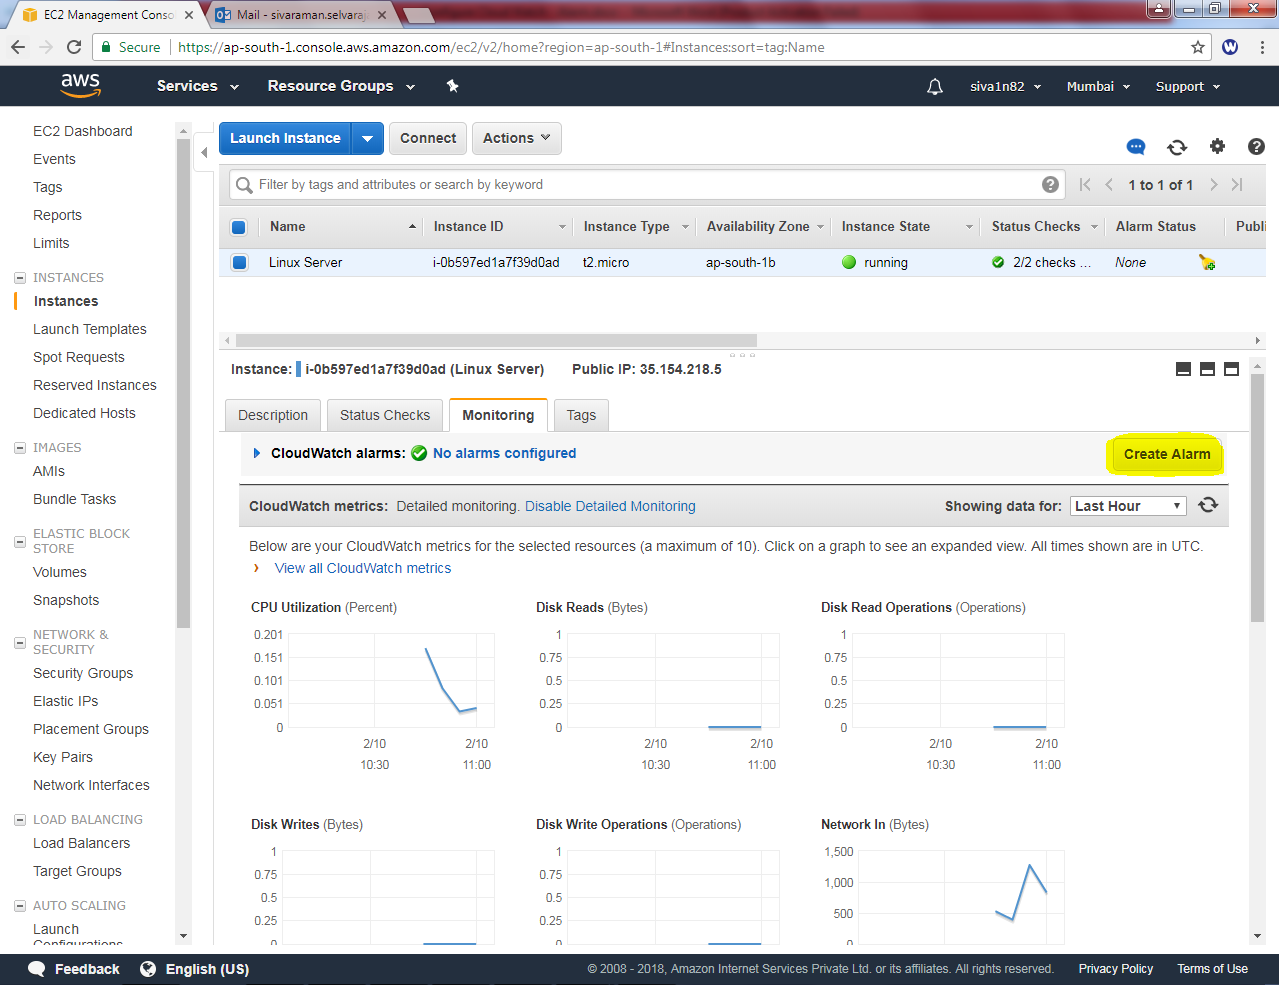 EC2 Management Conso
Mail - sivaraman.selvaraj
Secure
https://ap-south-1.console.aws.amazon.com/ec2/v2/home?region=ap-south-1#Instances:sort=tag:Name
W
aws
Services
Resource Groups
siva1n82
Mumbai
Support
EC2 Dashboard
Events
Tags
Reports
Limits
INSTANCES
Instances
Launch Templates
Spot Requests
Reserved Instances
Dedicated Hosts
IMAGES
AMIs
Bundle Tasks
ELASTIC BLOCK
STORE
Volumes
Snapshots
NETWORK &
SECURITY
Security Groups
Elastic IPs
Placement Groups
Key Pairs
Network Interfaces
LOAD BALANCING
Load Balancers
Target Groups
AUTO SCALING
Launch
Configurations
Launch Instance
Connect
Actions
Filter by tags and attributes or search by keyword
1 to 1 of 1
Name Instance ID Instance Type Availability Zone Instance State Status Checks Alarm Status Publi
Linux Server i-0b597ed1a7f39d0ad t2.micro ap-south-1b running 2/2 checks ... None
Instance: i-0b597ed1a7f39d0ad (Linux Server) Public IP: 35.154.218.5
Description Status Checks Monitoring Tags
CloudWatch alarms: No alarms configured
Create Alarm
CloudWatch metrics: Detailed monitoring. Disable Detailed Monitoring
Showing data for: Last Hour
Below are your CloudWatch metrics for the selected resources (a maximum of 10). Click on a graph to see an expanded view. All times shown are in UTC.
View all CloudWatch metrics
CPU Utilization (Percent)
0.201
0.151
0.101
0.051
0
2/10 2/10
10:30 11:00
Disk Reads (Bytes)
1
0.75
0.5
0.25
0
2/10 2/10
10:30 11:00
Disk Read Operations (Operations)
1
0.75
0.5
0.25
0
2/10 2/10
10:30 11:00
Disk Writes (Bytes)
1
0.75
0.5
0.25
0
Disk Write Operations (Operations)
1
0.75
0.5
0.25
0
Network In (Bytes)
1,500
1,000
500
0
Feedback
English (US)
© 2008 - 2018, Amazon Internet Services Private Ltd. or its affiliates. All rights reserved.
Privacy Policy
Terms of Use